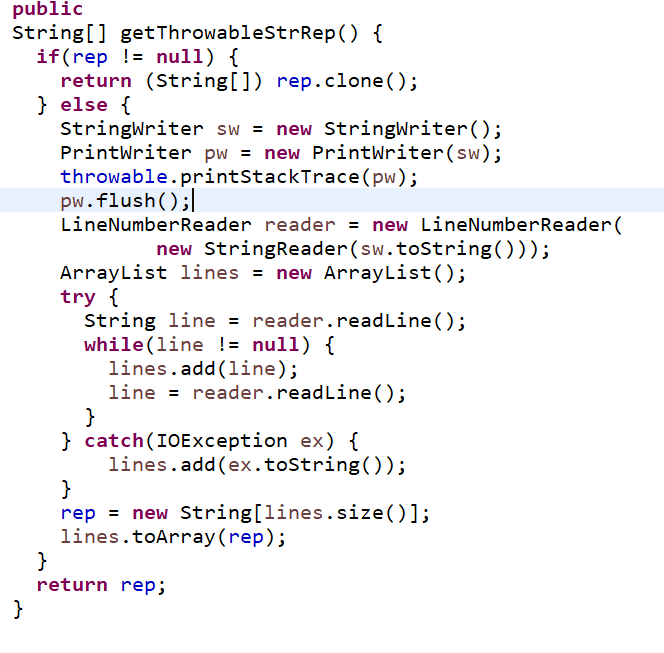 public
String[] getThrowableStrRep() {
  if(rep != null) {
    return (String[]) rep.clone();
  } else {
    StringWriter sw = new StringWriter();
    PrintWriter pw = new PrintWriter(sw);
    throwable.printStackTrace(pw);
    pw.flush();
    LineNumberReader reader = new LineNumberReader(
            new StringReader(sw.toString()));
    ArrayList lines = new ArrayList();
    try {
      String line = reader.readLine();
      while(line != null) {
        lines.add(line);
        line = reader.readLine();
      }
    } catch(IOException ex) {
        lines.add(ex.toString());
    }
    rep = new String[lines.size()];
    lines.toArray(rep);
  }
  return rep;
}